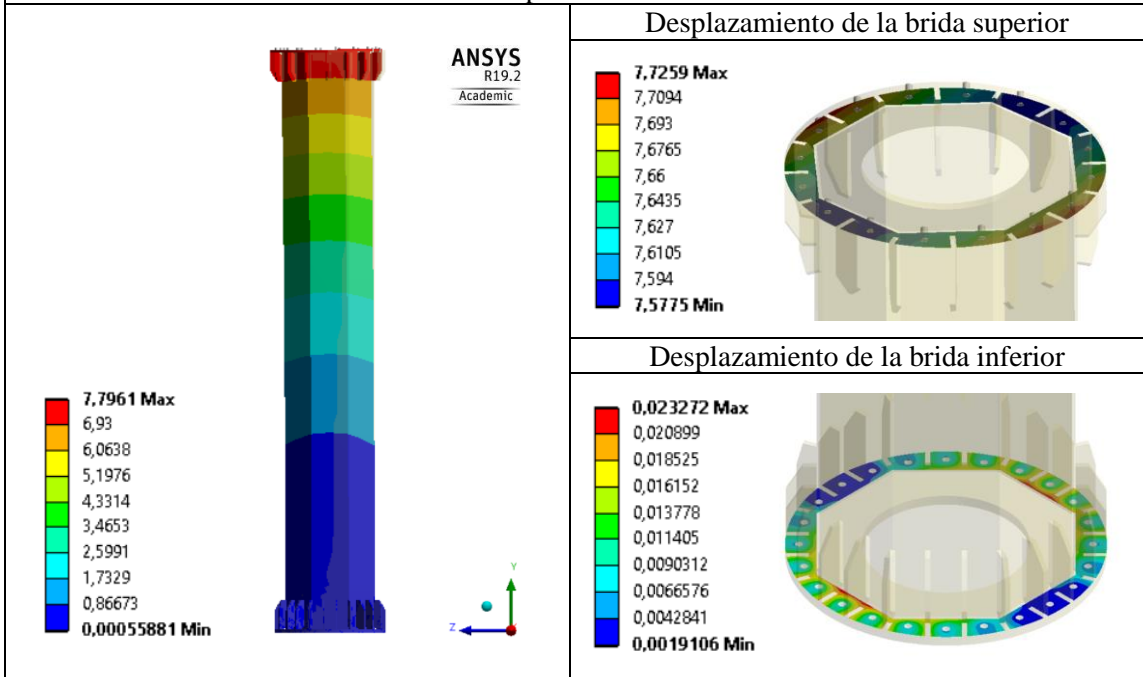 ANSYS
R19.2
Academic
7,7961 Max
6,93
6,0638
5,1976
4,3314
3,4653
2,5991
1,7329
0,86673
0,00055881 Min
Y
Z
Desplazamiento de la brida superior
7,7259 Max
7,7094
7,693
7,6765
7,66
7,6435
7,627
7,6105
7,594
7,5775 Min
Desplazamiento de la brida inferior
0,023272 Max
0,020899
0,018525
0,016152
0,013778
0,011405
0,0090312
0,0066576
0,0042841
0,0019106 Min